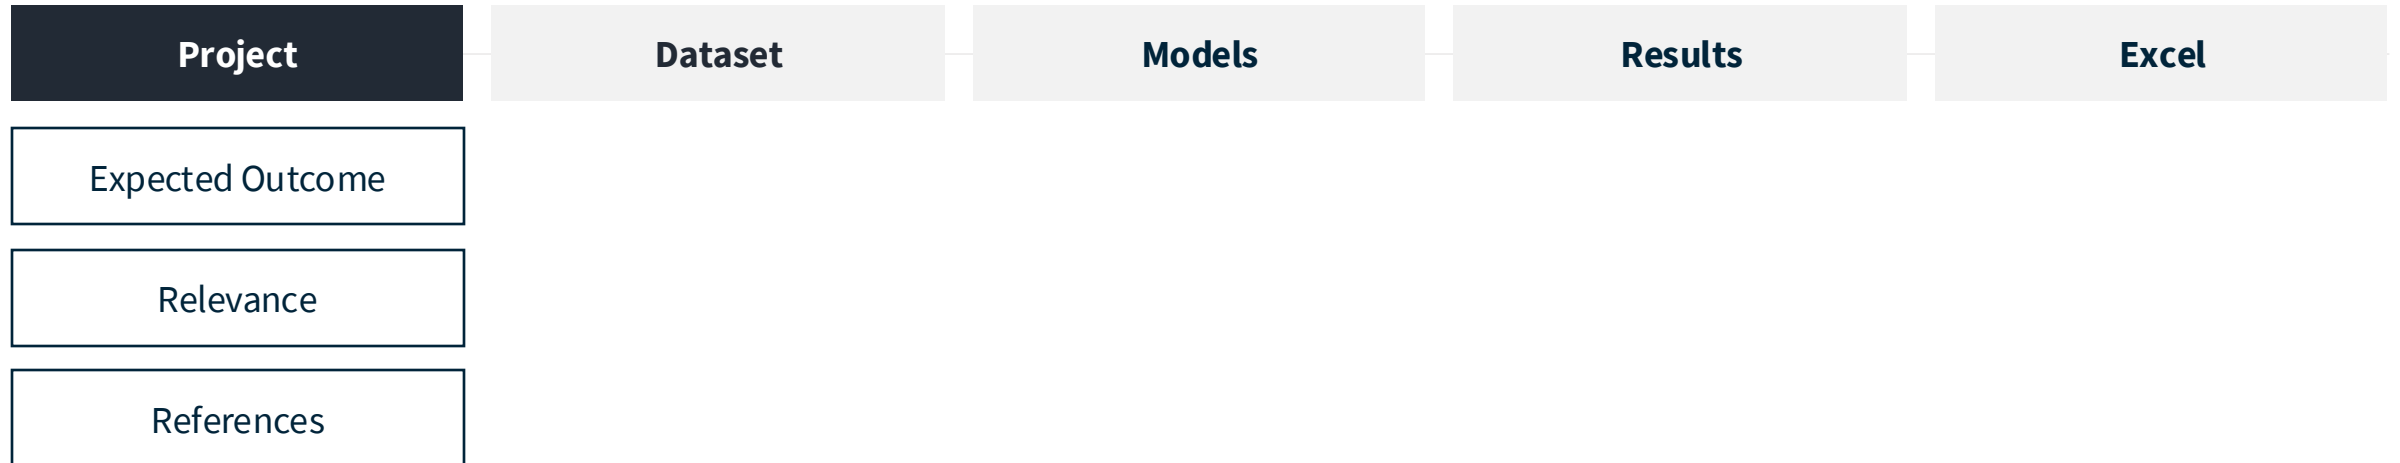 Project
Dataset
Models
Results
Excel
Expected Outcome
Relevance
References